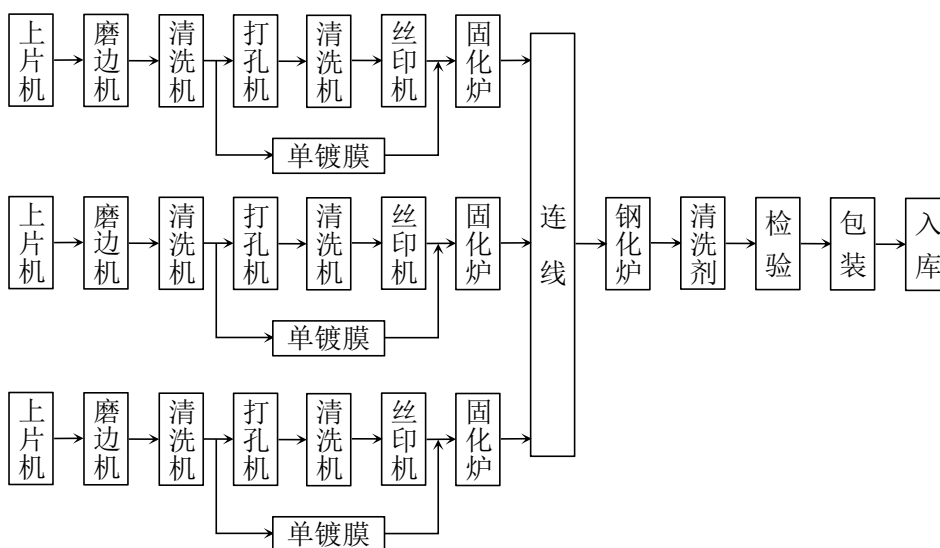 上片机
磨边机
清洗机
打孔机
清洗机
丝印机
固化炉
单镀膜
上片机
磨边机
清洗机
打孔机
清洗机
丝印机
固化炉
单镀膜
上片机
磨边机
清洗机
打孔机
清洗机
丝印机
固化炉
单镀膜
连线
钢化炉
清洗剂
检验
包装
入库